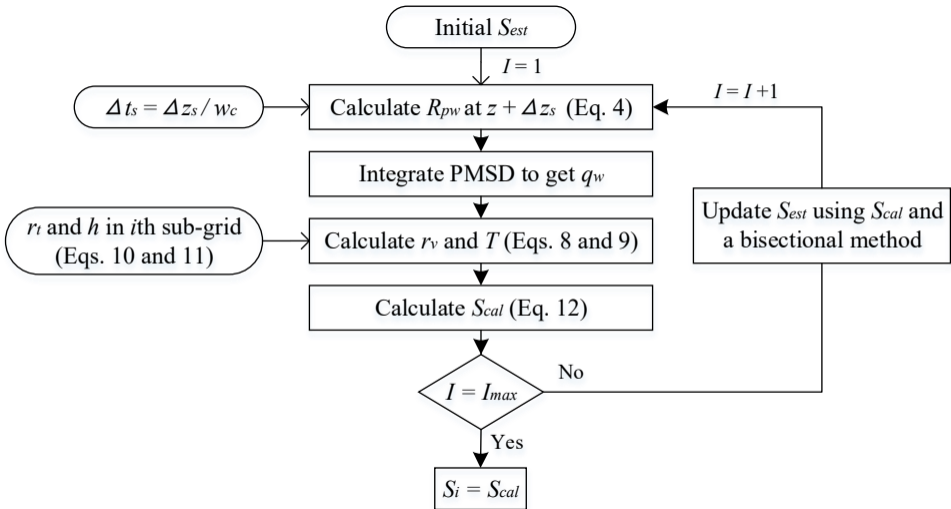 Initial Sest
I = 1
Δts = Δzs / wc
Calculate Rpw at z + Δzs (Eq. 4)
I = I +1
Integrate PMSD to get qw
rt and h in ith sub-grid
(Eqs. 10 and 11)
Calculate rv and T (Eqs. 8 and 9)
Update Sest using Scal and
a bisectional method
Calculate Scal (Eq. 12)
I = Imax
No
Yes
Si = Scal